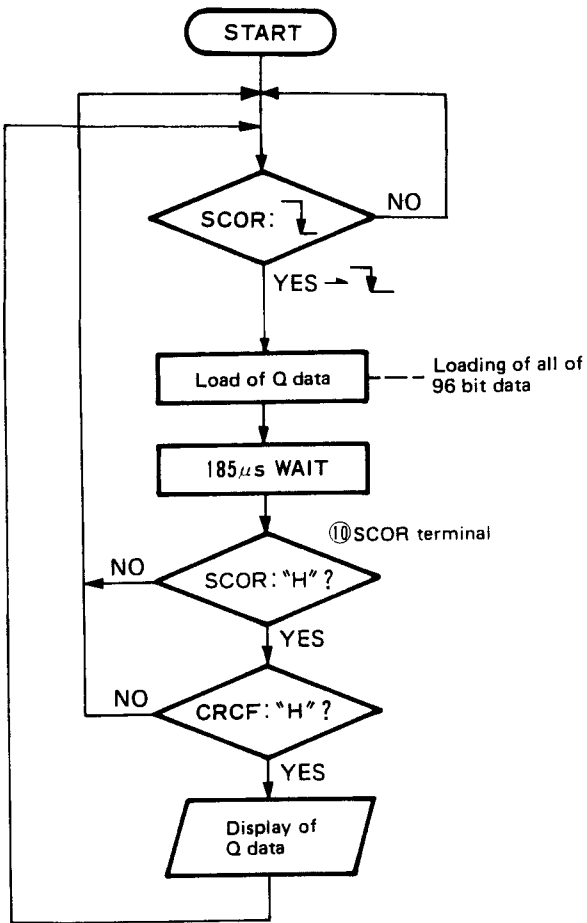 START
SCOR:
NO
YES
Load of Q data
Loading of all of
96 bit data
185μs WAIT
⑩SCOR terminal
NO
SCOR:"H"?
YES
NO
CRCF:"H"?
YES
Display of
Q data